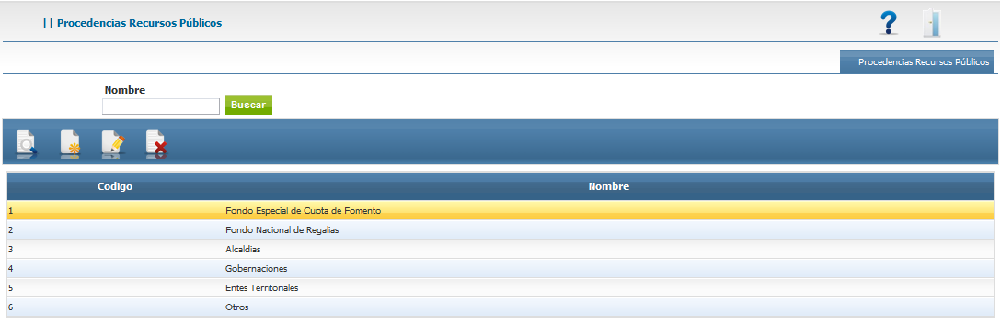 || Procedencias Recursos Públicos
Procedencias Recursos Públicos
Nombre
Buscar
Codigo Nombre
1 Fondo Especial de Cuota de Fomento
2 Fondo Nacional de Regalias
3 Alcaldias
4 Gobernaciones
5 Entes Territoriales
6 Otros